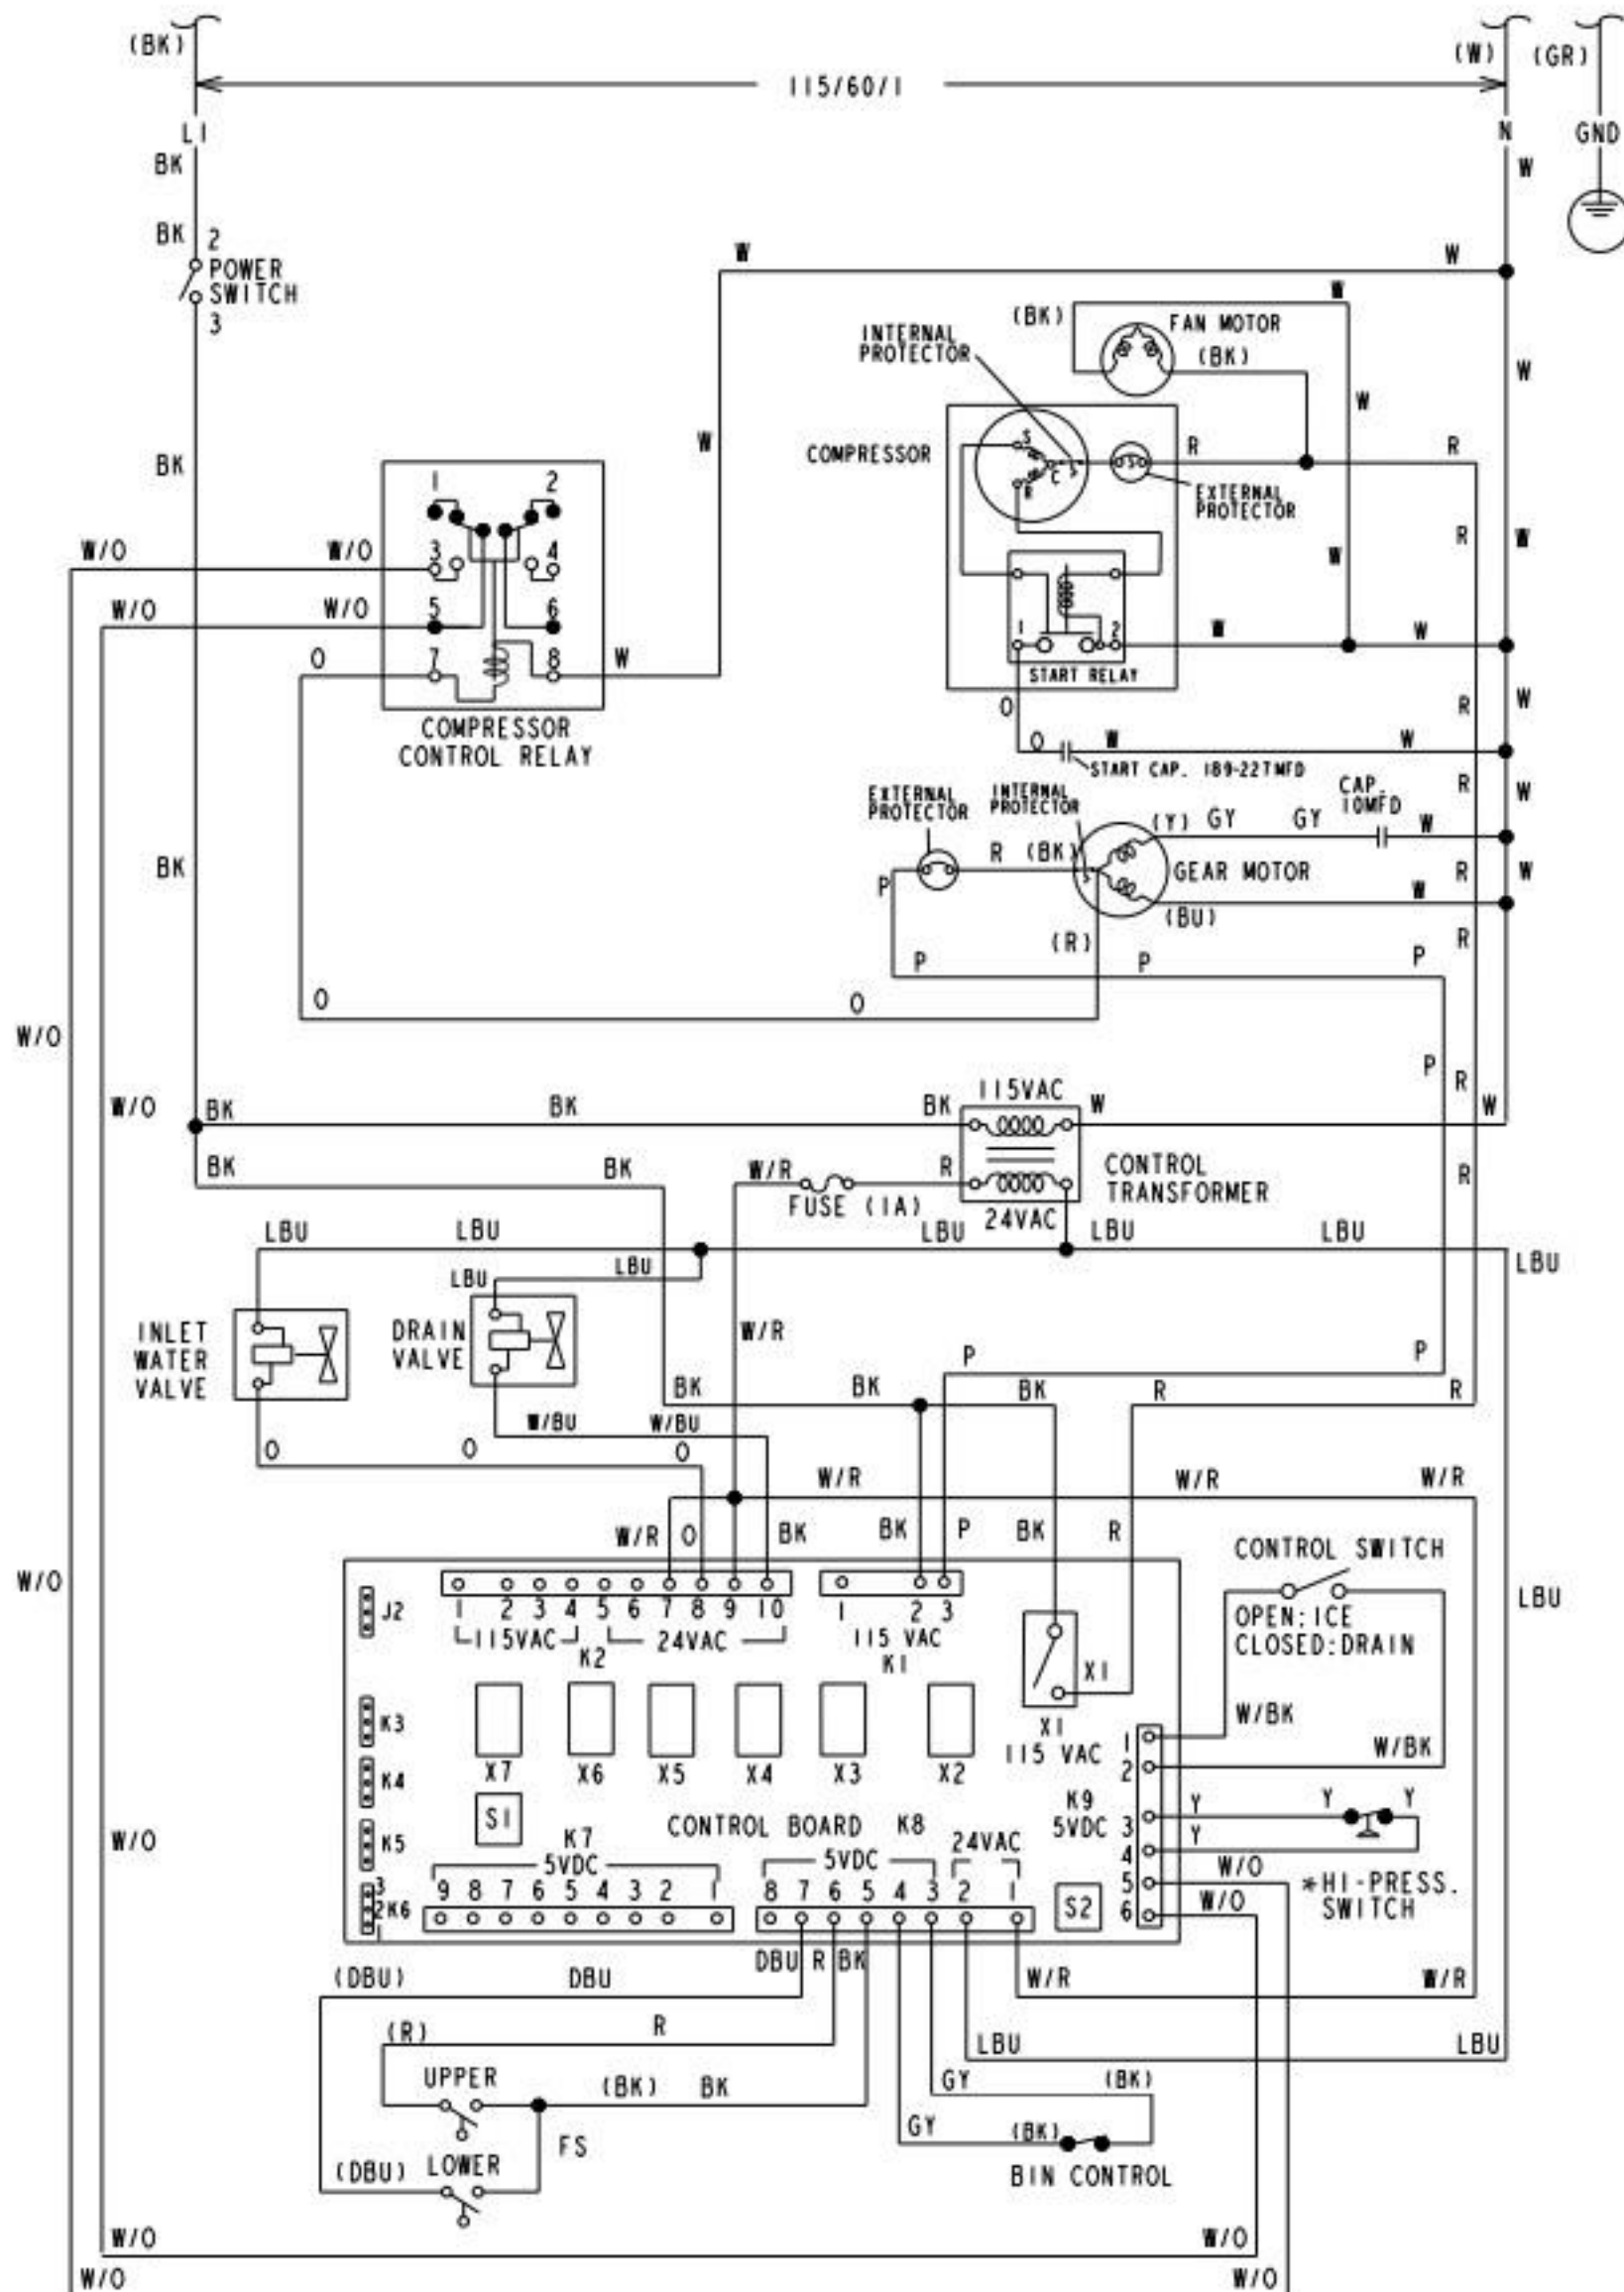 (BK)
(W)
(GR)
115/60/1
L1
N
GND
BK
W
BK
2
POWER
SWITCH
3
W
W
W
(BK)
FAN MOTOR
(BK)
INTERNAL
PROTECTOR
W
W
W
BK
COMPRESSOR
S
R
C
R
R
EXTERNAL
PROTECTOR
R
W
W
1
2
3
4
5
6
7
8
W/O
W/O
W/O
W/O
O
W
COMPRESSOR
CONTROL RELAY
1
2
W
W
START RELAY
O
R
W
O
W
W
START CAP. 189-227MFD
R
CAP.
10MFD
W
EXTERNAL
PROTECTOR
INTERNAL
PROTECTOR
(Y)
GY
GY
W
BK
P
R
(BK)
GEAR MOTOR
R
W
W
(BU)
(R)
R
P
P
P
O
O
W/O
P
R
W/O
BK
BK
BK
115VAC
W
W
BK
BK
W/R
R
CONTROL
TRANSFORMER
R
FUSE (1A)
24VAC
LBU
LBU
LBU
LBU
LBU
LBU
LBU
LBU
INLET
WATER
VALVE
DRAIN
VALVE
W/R
P
P
BK
BK
BK
R
R
W/BU
W/BU
O
O
O
W/R
W/R
W/R
W/R
O
BK
BK
P
BK
R
CONTROL SWITCH
OPEN:ICE
CLOSED:DRAIN
LBU
W/O
J2
1 2 3 4 5 6 7 8 9 10
115VAC
24VAC
K2
1 2 3
115 VAC
K1
X1
X1
115 VAC
K3
K4
K5
3
2
1
K6
X7 X6 X5 X4 X3 X2
S1
CONTROL BOARD
K7
5VDC
9 8 7 6 5 4 3 2 1
K8
5VDC
24VAC
8 7 6 5 4 3 2 1
S2
K9
5VDC
1
2
3
4
5
6
W/BK
W/BK
Y
Y
Y
Y
W/O
W/O
*HI-PRESS.
SWITCH
W/O
(DBU)
DBU
DBU
R
BK
W/R
W/R
(R)
R
LBU
LBU
UPPER
(BK)
BK
GY
(BK)
GY
(BK)
FS
(DBU)
LOWER
BIN CONTROL
W/O
W/O
W/O
W/O